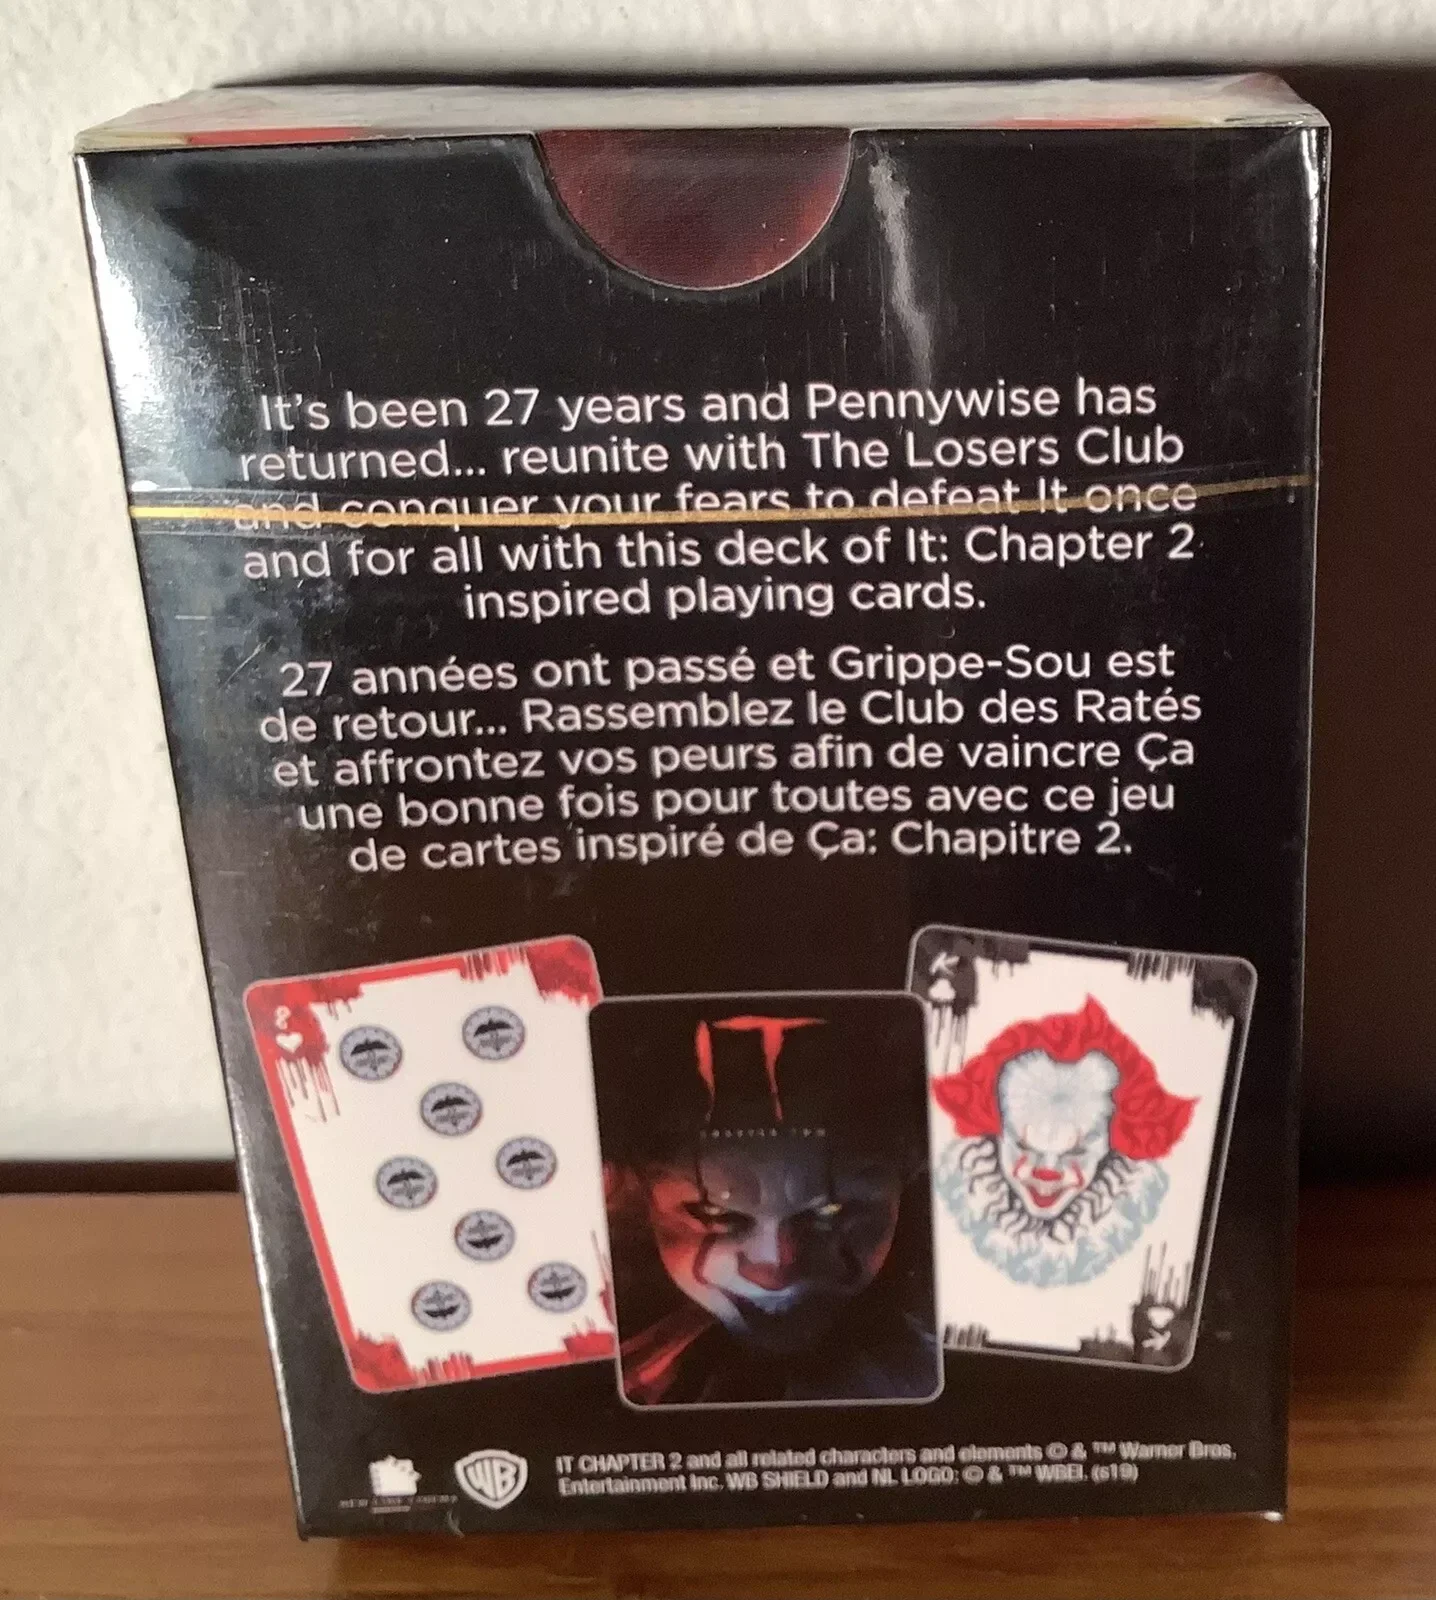 It's been 27 years and Pennywise has
returned... reunite with The Losers Club
and conquer your fears to defeat It once
and for all with this deck of It: Chapter 2
inspired playing cards.
27 années ont passé et Grippe-Sou est
de retour... Rassemblez le Club des Ratés
et affrontez vos peurs afin de vaincre Ça
une bonne fois pour toutes avec ce jeu
de cartes inspiré de Ça: Chapitre 2.
8
IT
CHAPTER TWO
K
K
NEW LINE CINEMA
WB
IT CHAPTER 2 and all related characters and elements © & ™ Warner Bros.
Entertainment Inc. WB SHIELD and NL LOGO: © & ™ WBEI. (s19)